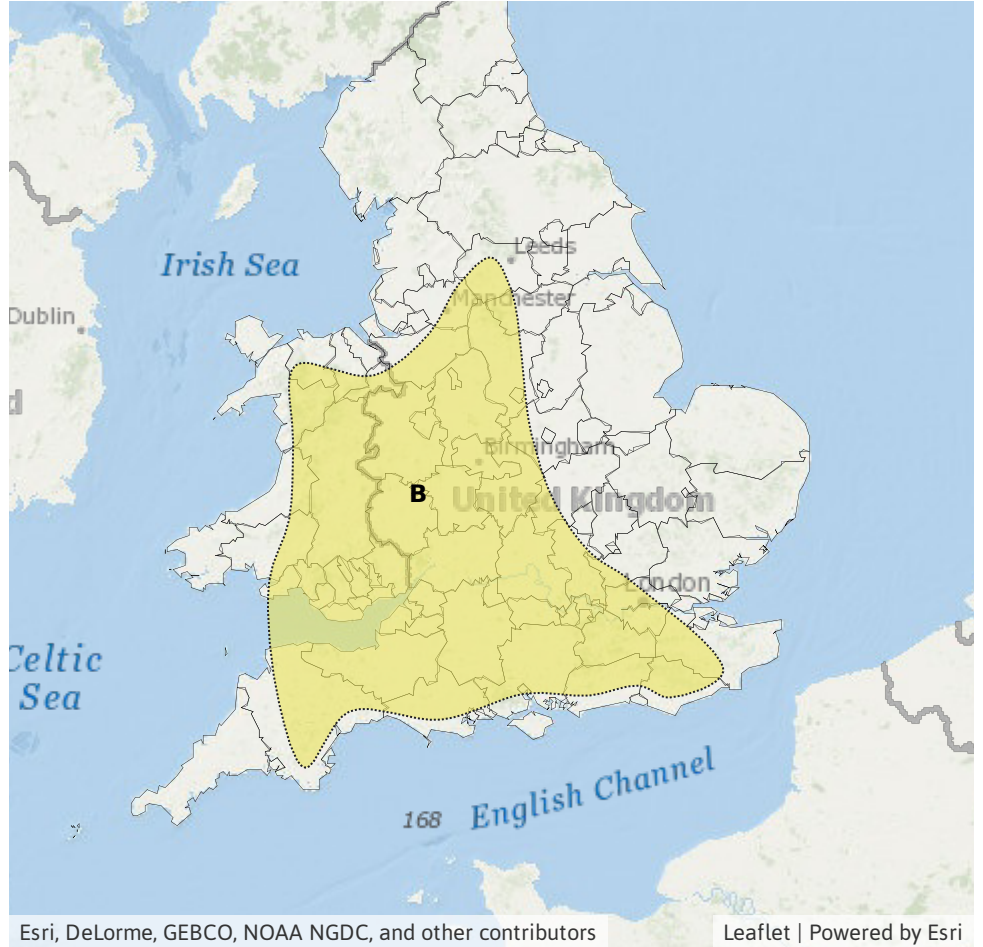 Leeds
Irish Sea
Manchester
Dublin
d
Birmingham
B
United Kingdom
London
Celtic
Sea
English Channel
168
Esri, DeLorme, GEBCO, NOAA NGDC, and other contributors
Leaflet | Powered by Esri